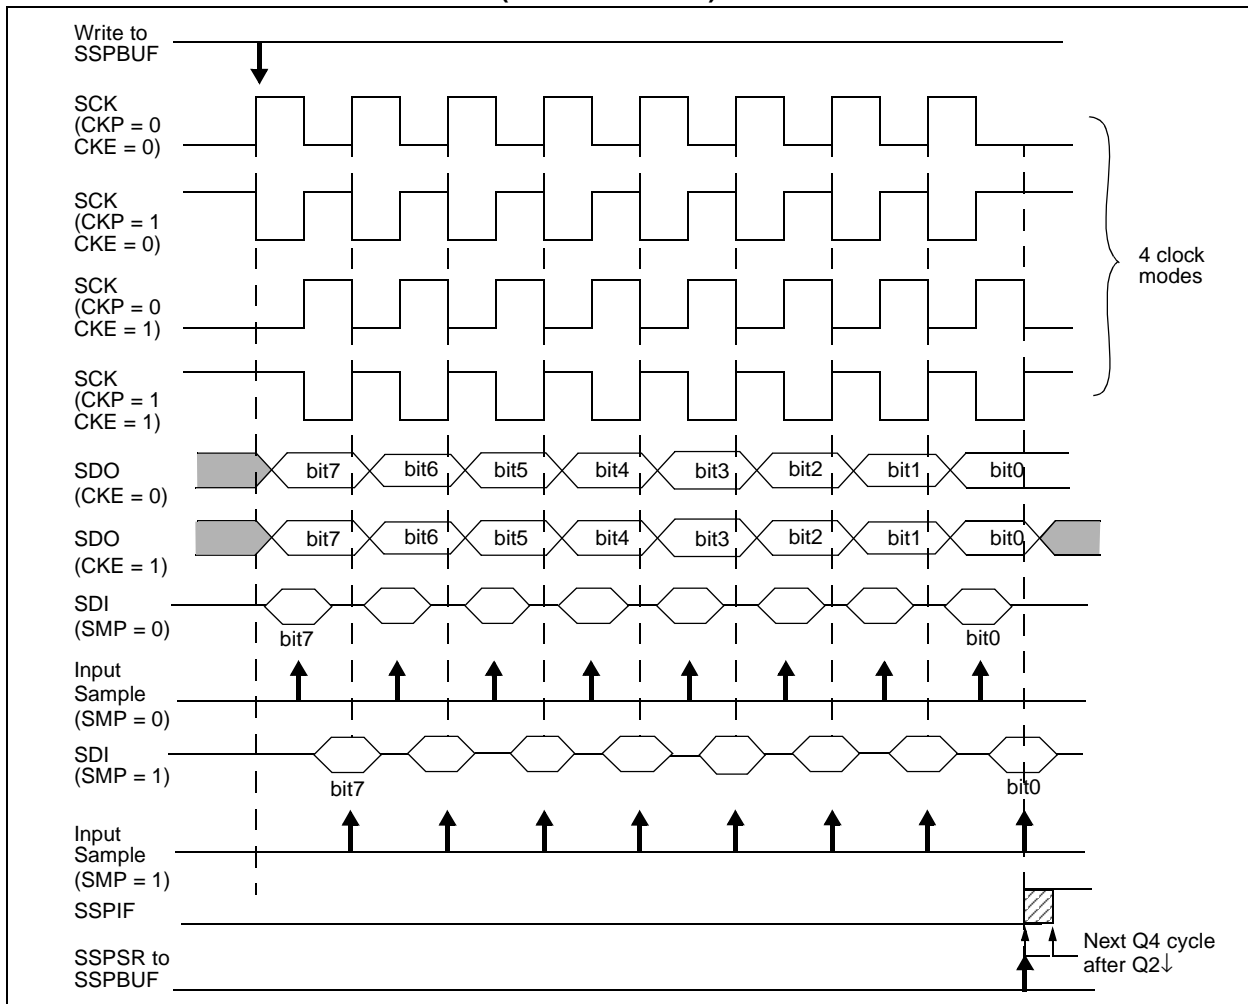 Write to
SSPBUF
SCK
(CKP = 0
CKE = 0)
SCK
(CKP = 1
CKE = 0)
SCK
(CKP = 0
CKE = 1)
SCK
(CKP = 1
CKE = 1)
4 clock
modes
SDO
(CKE = 0)
bit7 bit6 bit5 bit4 bit3 bit2 bit1 bit0
SDO
(CKE = 1)
bit7 bit6 bit5 bit4 bit3 bit2 bit1 bit0
SDI
(SMP = 0)
bit7 bit0
Input
Sample
(SMP = 0)
SDI
(SMP = 1)
bit7 bit0
Input
Sample
(SMP = 1)
SSPIF
SSPSR to
SSPBUF
Next Q4 cycle
after Q2↓